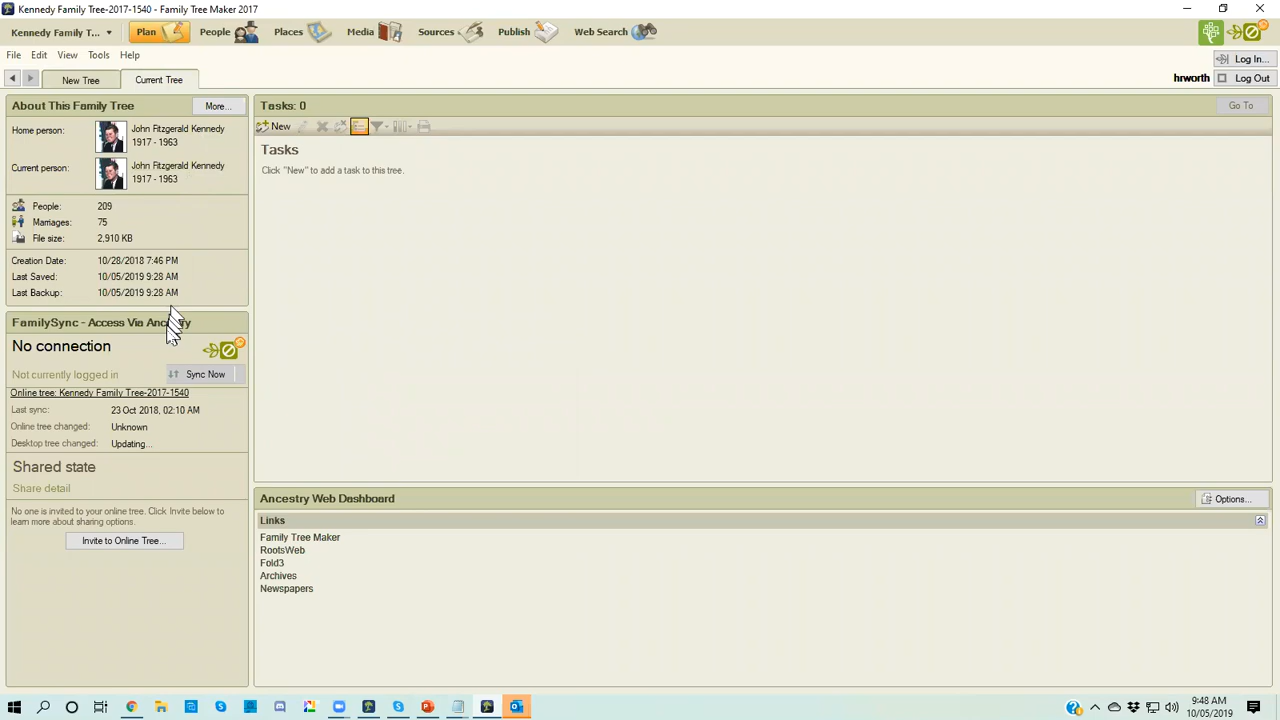 Kennedy Family Tree-2017-1540 - Family Tree Maker 2017
Kennedy Family T... Plan People Places Media Sources Publish Web Search
File Edit View Tools Help
Log In...
New Tree Current Tree
hrworth Log Out
About This Family Tree More...
Home person: John Fitzgerald Kennedy
1917 - 1963
Current person: John Fitzgerald Kennedy
1917 - 1963
People: 209
Marriages: 75
File size: 2,910 KB
Creation Date: 10/28/2018 7:46 PM
Last Saved: 10/05/2019 9:28 AM
Last Backup: 10/05/2019 9:28 AM
FamilySync - Access Via Ancestry
No connection
Not currently logged in Sync Now
Online tree: Kennedy Family Tree-2017-1540
Last sync: 23 Oct 2018, 02:10 AM
Online tree changed: Unknown
Desktop tree changed: Updating...
Shared state
Share detail
No one is invited to your online tree. Click Invite below to
learn more about sharing options.
Invite to Online Tree...
Tasks: 0 Go To
New
Tasks
Click "New" to add a task to this tree.
Ancestry Web Dashboard Options...
Links
Family Tree Maker
RootsWeb
Fold3
Archives
Newspapers
9:48 AM
10/05/2019